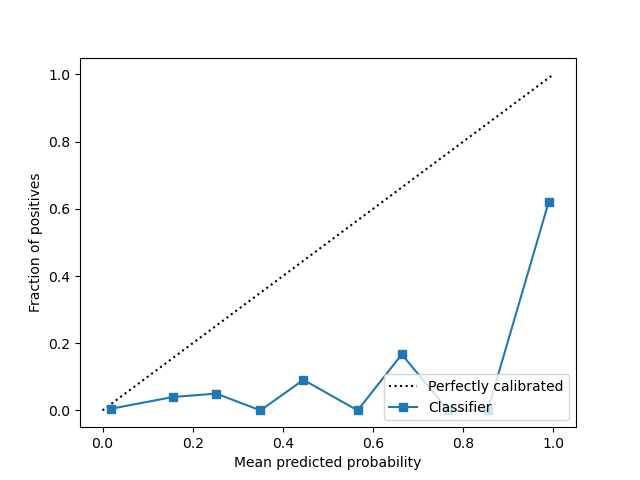 1.0
0.8
0.6
0.4
0.2
0.0
Fraction of positives
Perfectly calibrated
Classifier
0.0 0.2 0.4 0.6 0.8 1.0
Mean predicted probability